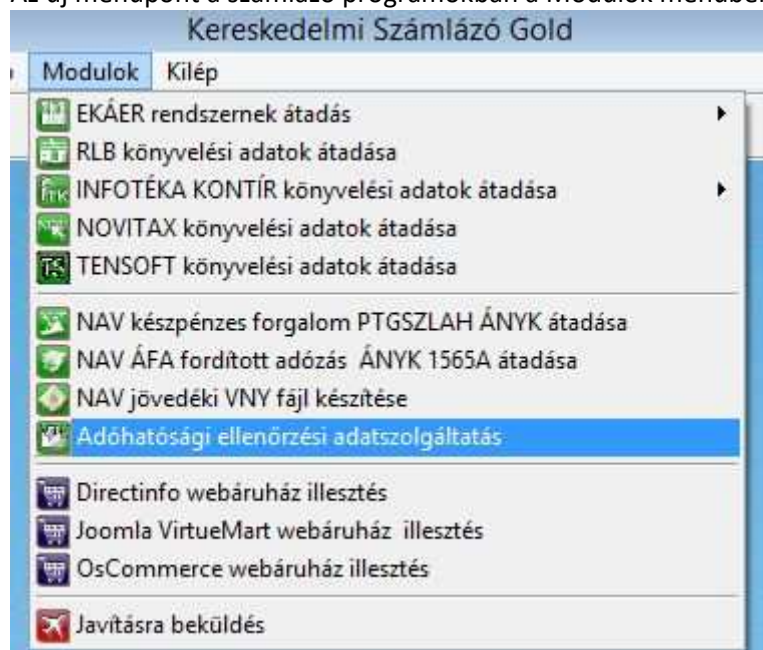 Az új menüpont a számlázó programokban a Modulok menüben
Kereskedelmi Számlázó Gold
Modulok Kilép
EKÁER rendszernek átadás
RLB könyvelési adatok átadása
INFOTÉKA KONTÍR könyvelési adatok átadása
NOVITAX könyvelési adatok átadása
TENSOFT könyvelési adatok átadása
NAV készpénzes forgalom PTGSZLAH ÁNYK átadása
NAV ÁFA fordított adózás ÁNYK 1565A átadása
NAV jövedéki VNY fájl készítése
Adóhatósági ellenőrzési adatszolgáltatás
Directinfo webáruház illesztés
Joomla VirtueMart webáruház illesztés
OsCommerce webáruház illesztés
Javításra beküldés